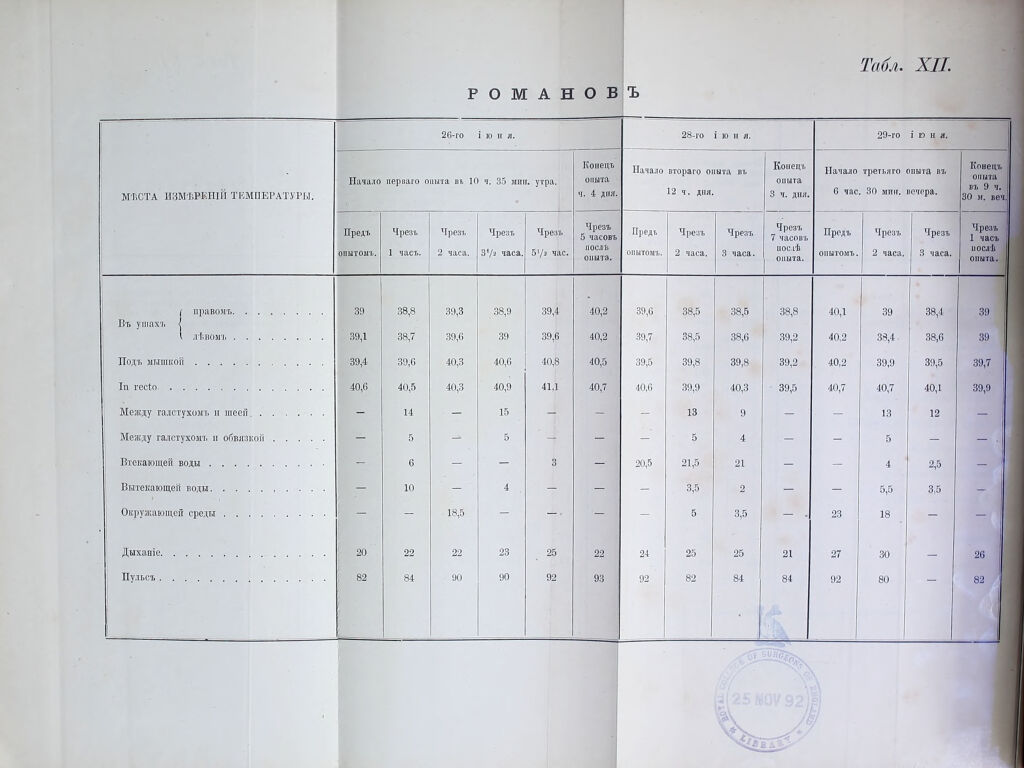 Табл. XII.
РОМАНОВЪ
МѢСТА ИЗМѢРЕНІЙ ТЕМПЕРАТУРЫ. | 26-го іюня. | 28-го іюня. | 29-го іюня.
Начало перваго опыта въ 10 ч. 35 мин. утра. | Конецъ опыта ч. 4 дня. | Начало втораго опыта въ 12 ч. дня. | Конецъ опыта 3 ч. дня. | Начало третьяго опыта въ 6 час. 30 мин. вечера. | Конецъ опыта въ 9 ч. 30 м. веч.
Предъ опытомъ. | Чрезъ 1 часъ. | Чрезъ 2 часа. | Чрезъ 3½ часа. | Чрезъ 5½ час. | Чрезъ 5 часовъ послѣ опыта. | Предъ опытомъ. | Чрезъ 2 часа. | Чрезъ 3 часа. | Чрезъ 7 часовъ послѣ опыта. | Предъ опытомъ. | Чрезъ 2 часа. | Чрезъ 3 часа. | Чрезъ 1 часъ послѣ опыта.
Въ ушахъ { правомъ. . . . . . . . 39 | 38,8 | 39,3 | 38,9 | 39,4 | 40,2 | 39,6 | 38,5 | 38,5 | 38,8 | 40,1 | 39 | 38,4 | 39
лѣвомъ . . . . . . . . 39,1 | 38,7 | 39,6 | 39 | 39,6 | 40,2 | 39,7 | 38,5 | 38,6 | 39,2 | 40,2 | 38,4 | 38,6 | 39
Подъ мышкой . . . . . . . . . . . 39,4 | 39,6 | 40,3 | 40,6 | 40,8 | 40,5 | 39,5 | 39,8 | 39,8 | 39,2 | 40,2 | 39,9 | 39,5 | 39,7
In recto. . . . . . . . . . . . . 40,6 | 40,5 | 40,3 | 40,9 | 41.1 | 40,7 | 40,6 | 39,9 | 40,3 | 39,5 | 40,7 | 40,7 | 40,1 | 39,9
Между галстухомъ и шеей. . . . . . . — | 14 | — | 15 | — | — | — | 13 | 9 | — | — | 13 | 12 | —
Между галстухомъ и обвязкой . . . . . — | 5 | — | 5 | — | — | — | 5 | 4 | — | — | 5 | — | —
Втекающей воды . . . . . . . . . . — | 6 | — | — | 3 | — | 20,5 | 21,5 | 21 | — | — | 4 | 2,5 | —
Вытекающей воды. . . . . . . . . . — | 10 | — | 4 | — | — | — | 3,5 | 2 | — | — | 5,5 | 3.5 | —
Окружающей среды . . . . . . . . . — | — | 18,5 | — | — | — | — | 5 | 3,5 | — | 23 | 18 | — | —
Дыханіе. . . . . . . . . . . . . . 20 | 22 | 22 | 23 | 25 | 22 | 24 | 25 | 25 | 21 | 27 | 30 | — | 26
Пульсъ . . . . . . . . . . . . . . 82 | 84 | 90 | 90 | 92 | 93 | 92 | 82 | 84 | 84 | 92 | 80 | — | 82
ROYAL COLLEGE OF SURGEONS OF ENGLAND
25 NOV 92
LIBRARY